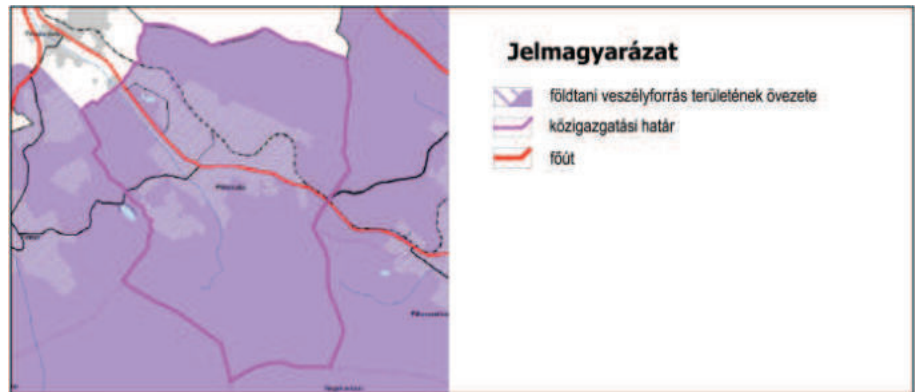 Jelmagyarázat
földtani veszélyforrás területének övezete
közigazgatási határ
főút